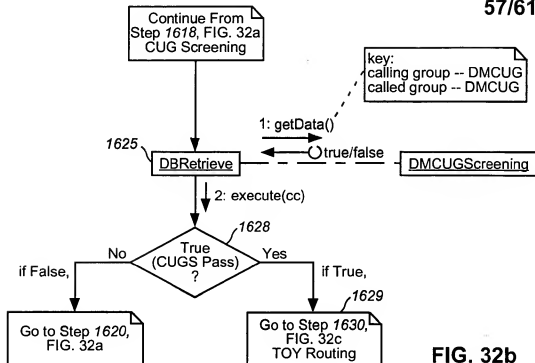 57/61
Continue From
Step 1618, FIG. 32a
CUG Screening
key:
calling group -- DMCUG
called group -- DMCUG
1: getData()
true/false
1625
DBRetrieve
DMCUGScreening
2: execute(cc)
1628
No
True
(CUGS Pass)
?
Yes
if False,
if True,
1629
Go to Step 1620,
FIG. 32a
Go to Step 1630,
FIG. 32c
TOY Routing
FIG. 32b